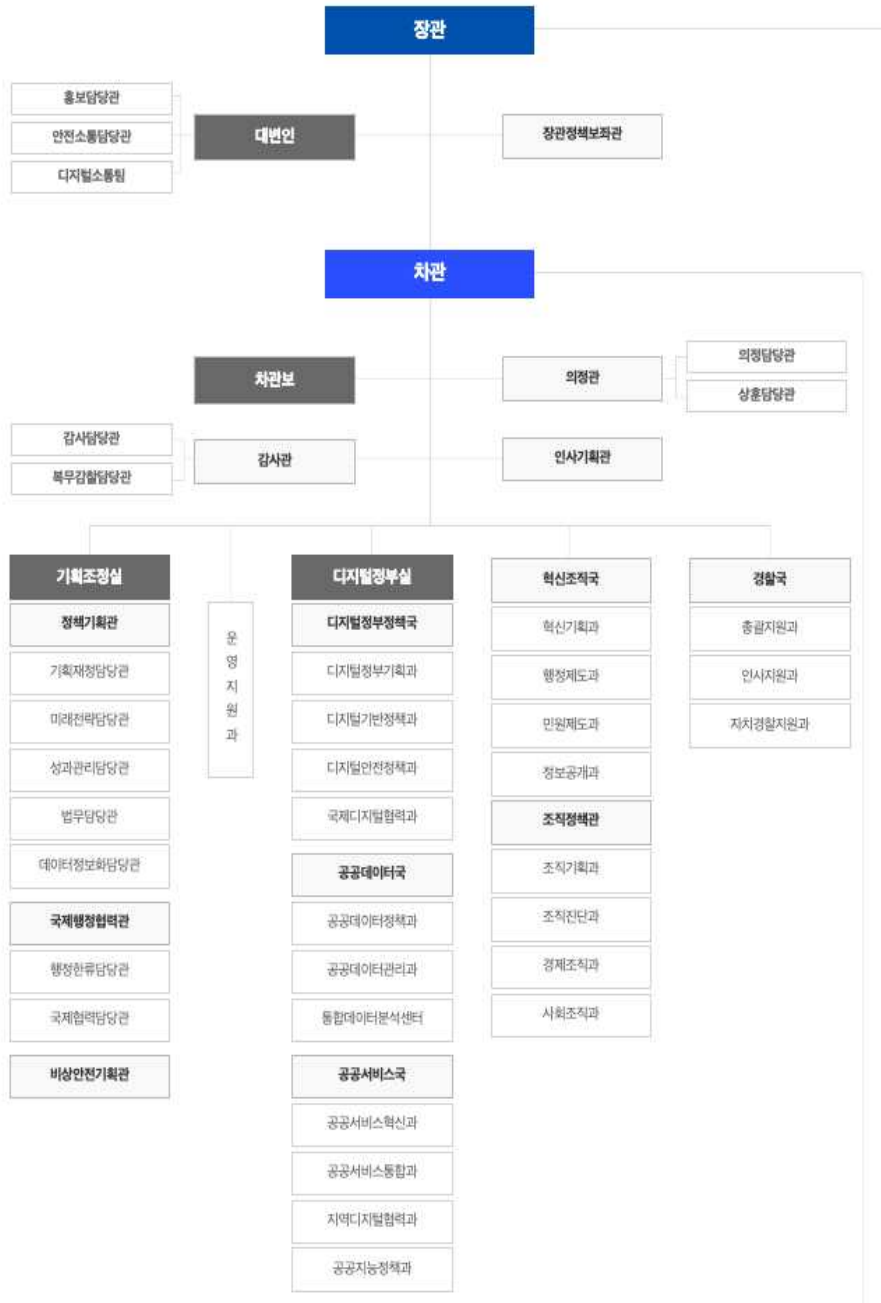 장관
홍보담당관
안전소통담당관
디지털소통팀
대변인
장관정책보좌관
차관
차관보
의정관
의정담당관
상훈담당관
감사담당관
복무감찰담당관
감사관
인사기획관
기획조정실
정책기획관
기획재정담당관
미래전략담당관
성과관리담당관
법무담당관
데이터정보화담당관
국제행정협력관
행정한류담당관
국제협력담당관
비상안전기획관
운
영
지
원
과
디지털정부실
디지털정부정책국
디지털정부기획과
디지털기반정책과
디지털안전정책과
국제디지털협력과
공공데이터국
공공데이터정책과
공공데이터관리과
통합데이터분석센터
공공서비스국
공공서비스혁신과
공공서비스통합과
지역디지털협력과
공공지능정책과
혁신조직국
혁신기획과
행정제도과
민원제도과
정보공개과
조직정책관
조직기획과
조직진단과
경제조직과
사회조직과
경찰국
총괄지원과
인사지원과
자치경찰지원과